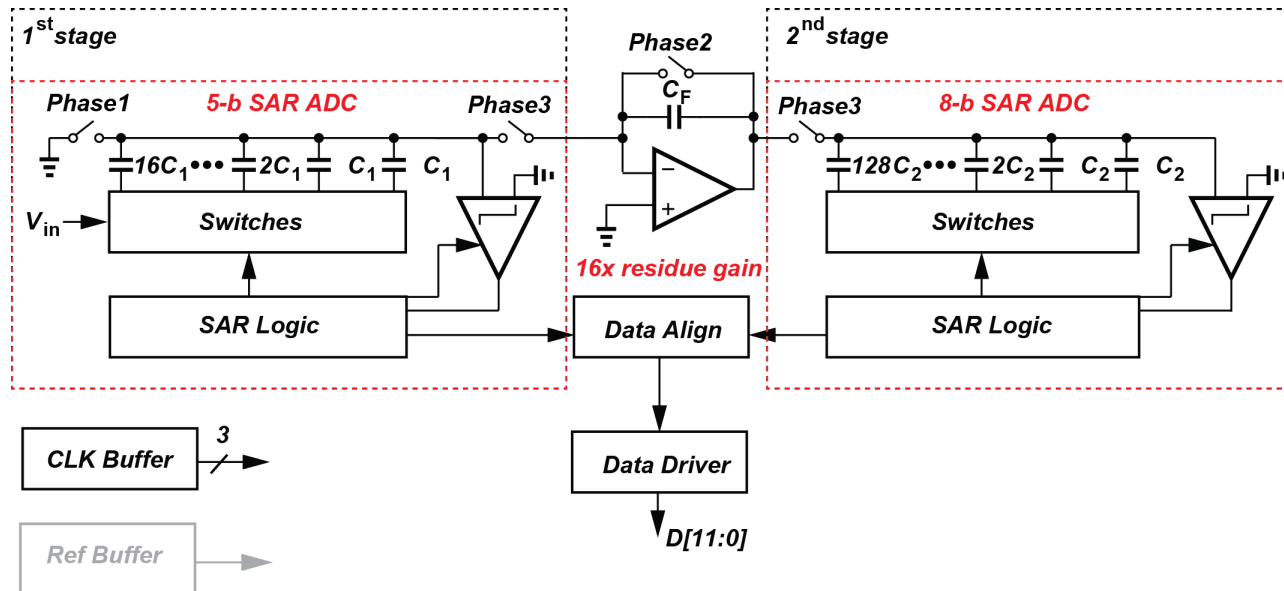 1st stage
Phase2
2nd stage
Phase1
5-b SAR ADC
Phase3
CF
Phase3
8-b SAR ADC
16C1
2C1
C1
C1
128C2
2C2
C2
C2
−
+
Vin
Switches
Switches
16x residue gain
SAR Logic
Data Align
SAR Logic
CLK Buffer
3
Data Driver
Ref Buffer
D[11:0]